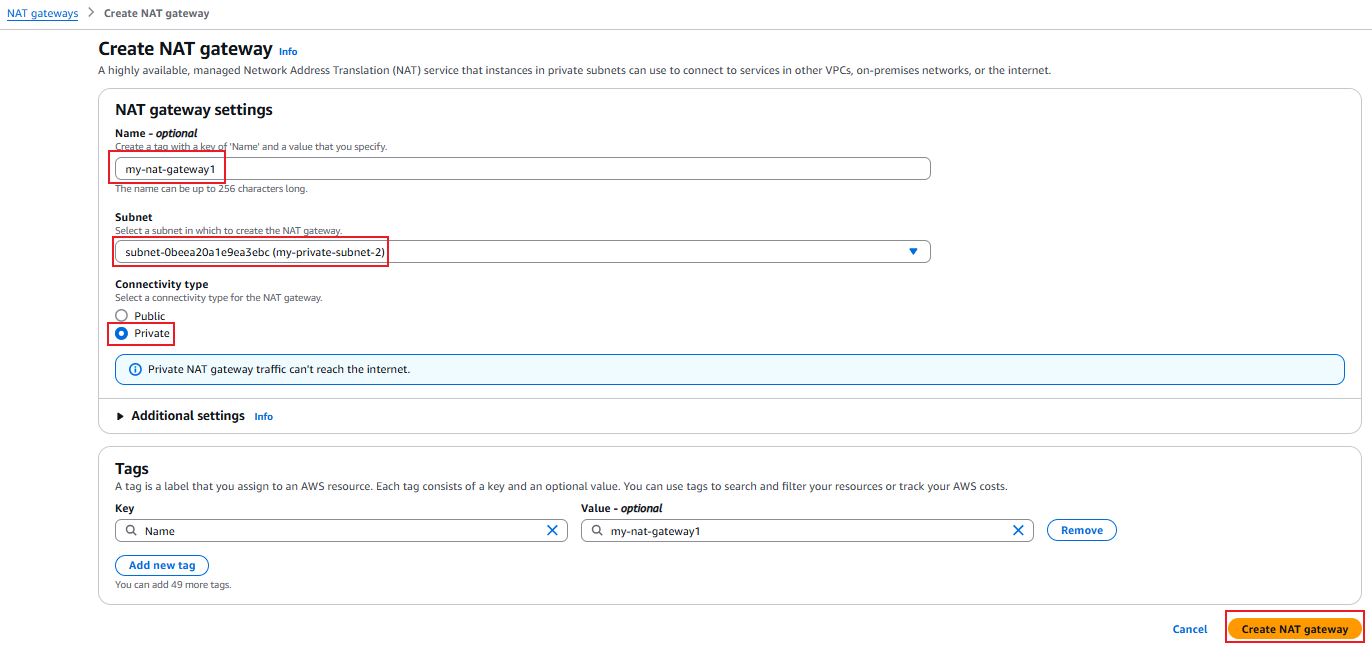 NAT gateways > Create NAT gateway
Create NAT gateway Info
A highly available, managed Network Address Translation (NAT) service that instances in private subnets can use to connect to services in other VPCs, on-premises networks, or the internet.
NAT gateway settings
Name - optional
Create a tag with a key of 'Name' and a value that you specify.
my-nat-gateway1
The name can be up to 256 characters long.
Subnet
Select a subnet in which to create the NAT gateway.
subnet-0beea20a1e9ea3ebc (my-private-subnet-2)
Connectivity type
Select a connectivity type for the NAT gateway.
Public
Private
Private NAT gateway traffic can't reach the internet.
Additional settings Info
Tags
A tag is a label that you assign to an AWS resource. Each tag consists of a key and an optional value. You can use tags to search and filter your resources or track your AWS costs.
Key Value - optional
Name my-nat-gateway1 Remove
Add new tag
You can add 49 more tags.
Cancel Create NAT gateway